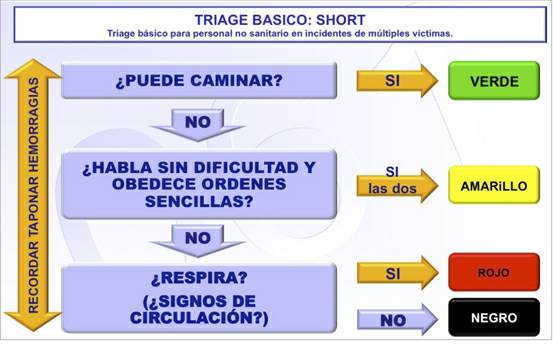 TRIAGE BASICO: SHORT
Triage básico para personal no sanitario en incidentes de múltiples víctimas.
RECORDAR TAPONAR HEMORRAGIAS
¿PUEDE CAMINAR?
SI
VERDE
NO
¿HABLA SIN DIFICULTAD Y
OBEDECE ORDENES
SENCILLAS?
SI
las dos
AMARiLLO
NO
¿RESPIRA?
(¿SIGNOS DE
CIRCULACIÓN?)
SI
ROJO
NO
NEGRO